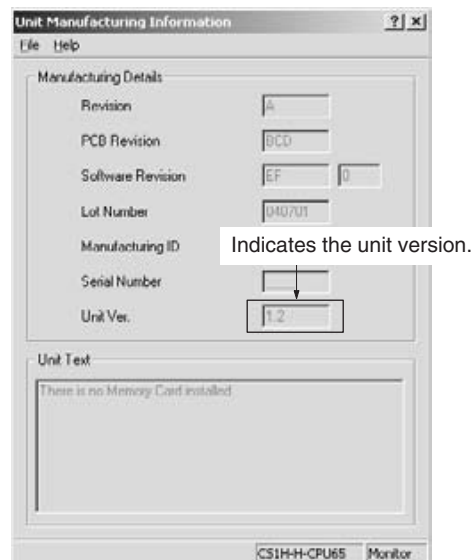 Unit Manufacturing Information
File Help
Manufacturing Details
Revision A
PCB Revision BCD
Software Revision EF 0
Lot Number 040701
Manufacturing ID
Indicates the unit version.
Serial Number
Unit Ver. 1.2
Unit Text
There is no Memory Card installed
CS1H-H-CPU65 Monitor